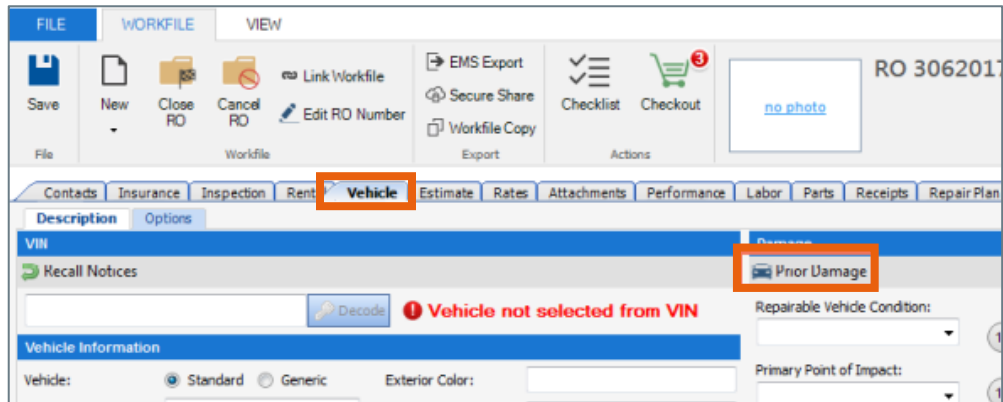 FILE WORKFILE VIEW
Save New Close RO Cancel RO Link Workfile Edit RO Number EMS Export Secure Share Workfile Copy Checklist Checkout 3 no photo RO 3062017
File Workfile Export Actions
Contacts Insurance Inspection Rental Vehicle Estimate Rates Attachments Performance Labor Parts Receipts Repair Plan
Description Options
VIN Damage
Recall Notices Prior Damage
Decode Vehicle not selected from VIN Repairable Vehicle Condition:
Vehicle Information
Vehicle: Standard Generic Exterior Color: Primary Point of Impact: